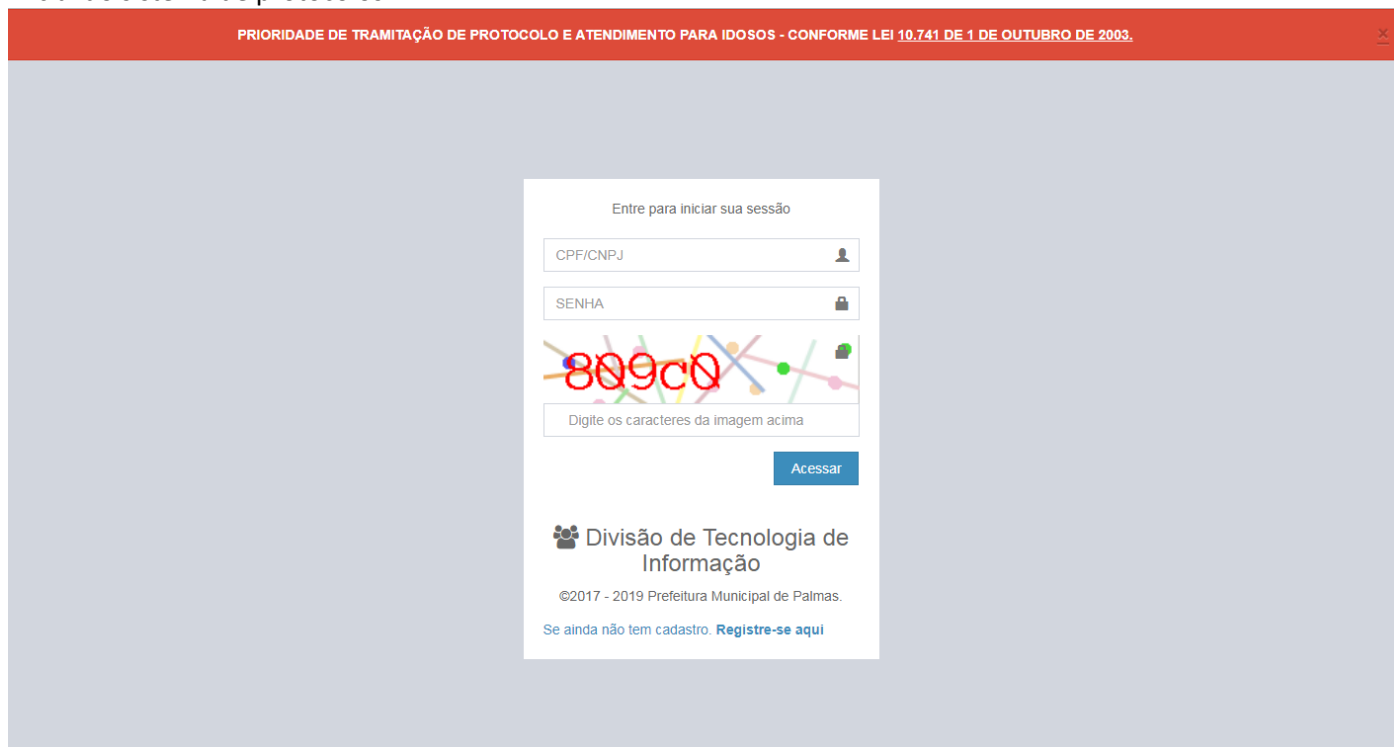 PRIORIDADE DE TRAMITAÇÃO DE PROTOCOLO E ATENDIMENTO PARA IDOSOS - CONFORME LEI 10.741 DE 1 DE OUTUBRO DE 2003.
×
Entre para iniciar sua sessão
CPF/CNPJ
SENHA
809c0
Digite os caracteres da imagem acima
Acessar
Divisão de Tecnologia de
Informação
©2017 - 2019 Prefeitura Municipal de Palmas.
Se ainda não tem cadastro. Registre-se aqui